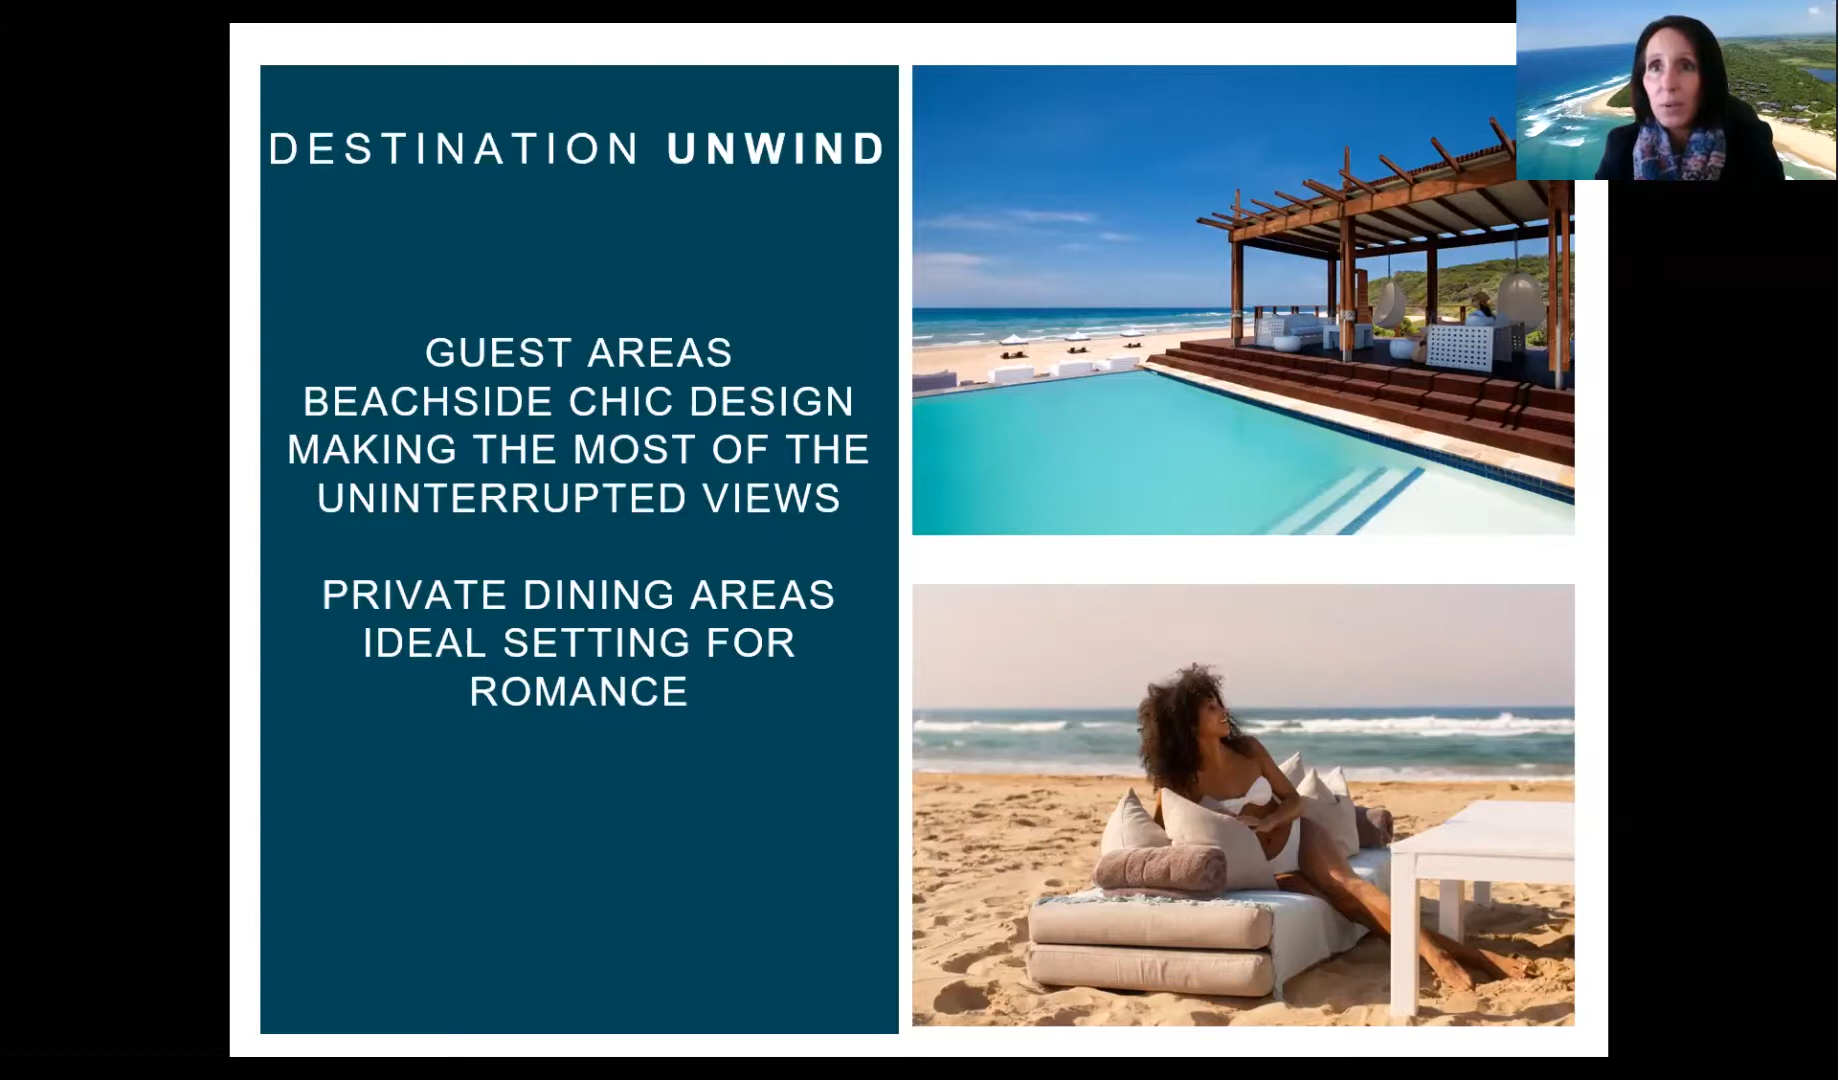 DESTINATION UNWIND
GUEST AREAS
BEACHSIDE CHIC DESIGN
MAKING THE MOST OF THE
UNINTERRUPTED VIEWS
PRIVATE DINING AREAS
IDEAL SETTING FOR
ROMANCE